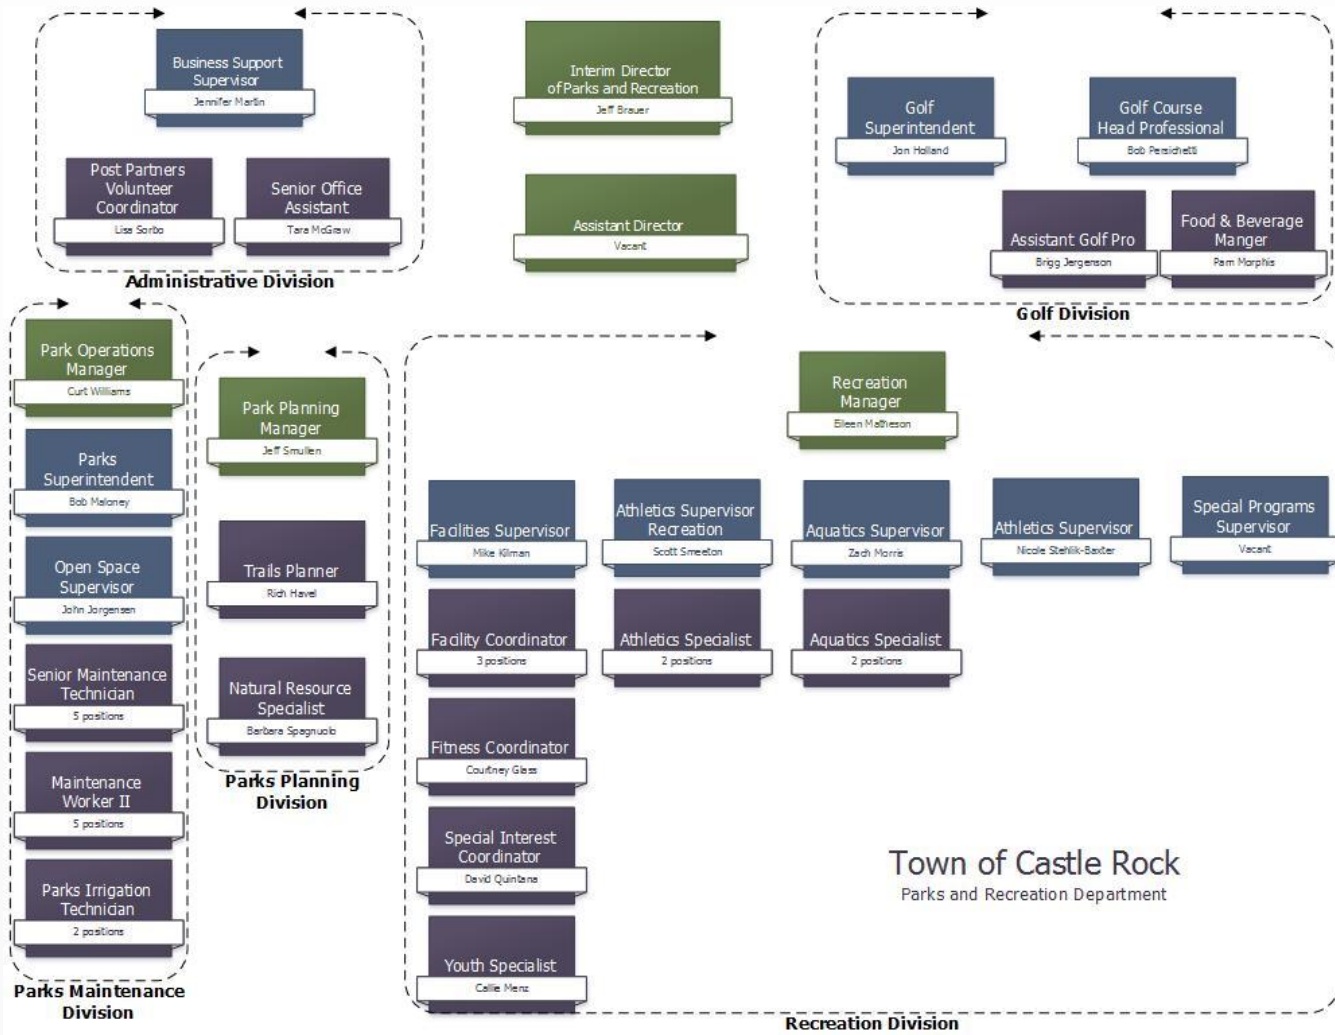 Business Support
Supervisor
Jennifer Martin
Post Partners
Volunteer
Coordinator
Lisa Sorbo
Senior Office
Assistant
Tara McGraw
Administrative Division
Interim Director
of Parks and Recreation
Jeff Brauer
Assistant Director
Vacant
Golf
Superintendent
Jon Holland
Golf Course
Head Professional
Bob Persichetti
Assistant Golf Pro
Brigg Jergenson
Food & Beverage
Manger
Pam Morphis
Golf Division
Park Operations
Manager
Curt Williams
Parks
Superintendent
Bob Maloney
Open Space
Supervisor
John Jorgensen
Senior Maintenance
Technician
5 positions
Maintenance
Worker II
5 positions
Parks Irrigation
Technician
2 positions
Parks Maintenance
Division
Park Planning
Manager
Jeff Smullen
Trails Planner
Rich Havel
Natural Resource
Specialist
Barbara Spagnuolo
Parks Planning
Division
Recreation
Manager
Eileen Matheson
Facilities Supervisor
Mike Kilman
Athletics Supervisor
Recreation
Scott Smeeton
Aquatics Supervisor
Zach Morris
Athletics Supervisor
Nicole Stehlik-Baxter
Special Programs
Supervisor
Vacant
Facility Coordinator
3 positions
Athletics Specialist
2 positions
Aquatics Specialist
2 positions
Fitness Coordinator
Courtney Glass
Special Interest
Coordinator
David Quintana
Youth Specialist
Callie Menz
Town of Castle Rock
Parks and Recreation Department
Recreation Division